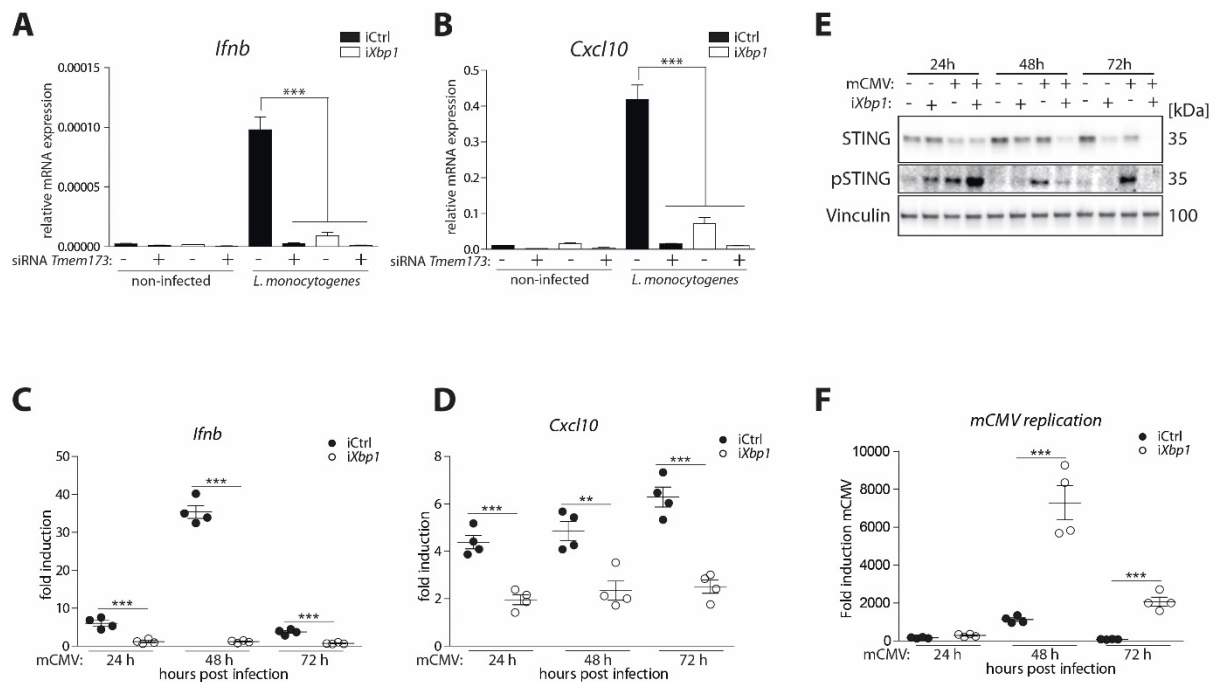 A
Ifnb
iCtrl
iXbp1
relative mRNA expression
0.00015
0.00010
0.00005
0.00000
***
siRNA Tmem173: - + - + - + - +
non-infected L. monocytogenes
B
Cxcl10
iCtrl
iXbp1
relative mRNA expression
0.5
0.4
0.3
0.2
0.1
0.0
***
siRNA Tmem173: - + - + - + - +
non-infected L. monocytogenes
E
24h 48h 72h
mCMV: - - + + - - + + - - + +
iXbp1: - + - + - + - + - + - +
[kDa]
STING 35
pSTING 35
Vinculin 100
C
Ifnb
iCtrl
iXbp1
fold induction
50
40
30
20
10
0
*** *** ***
mCMV: 24 h 48 h 72 h
hours post infection
D
Cxcl10
iCtrl
iXbp1
fold induction
8
6
4
2
0
*** ** ***
mCMV: 24 h 48 h 72 h
hours post infection
F
mCMV replication
iCtrl
iXbp1
Fold induction mCMV
10000
8000
6000
4000
2000
0
*** ***
mCMV: 24 h 48 h 72 h
hours post infection